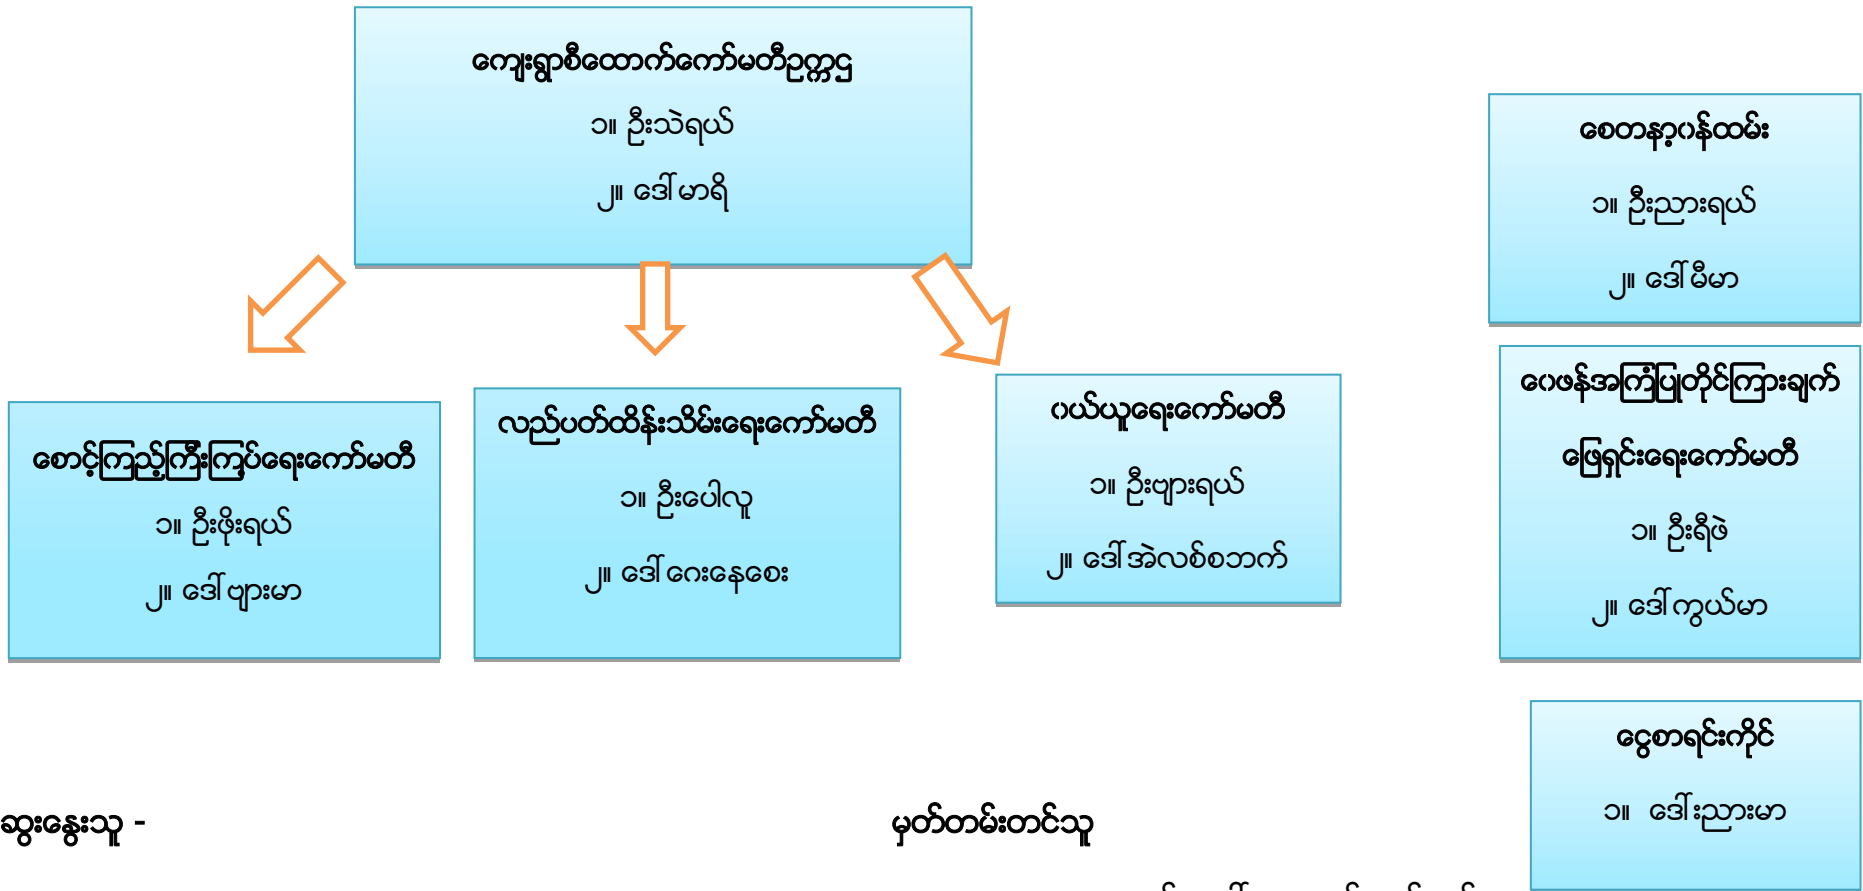 ကျေးရွာစီထောက်ကော်မတီဥက္ကဌ
၁။ ဦးသဲရယ်
၂။ ဒေါ်မာရိ
စေတနာ့ဝန်ထမ်း
၁။ ဦးညားရယ်
၂။ ဒေါ်မီမာ
စောင့်ကြည့်ကြီးကြပ်ရေးကော်မတီ
၁။ ဦးဖိုးရယ်
၂။ ဒေါ်ဗျားမာ
လည်ပတ်ထိန်းသိမ်းရေးကော်မတီ
၁။ ဦးပေါလူ
၂။ ဒေါ်ဂေးနေစေး
ဝယ်ယူရေးကော်မတီ
၁။ ဦးဗျားရယ်
၂။ ဒေါ်အဲလစ်စဘက်
ဝေဖန်အကြံပြုတိုင်ကြားချက်
ဖြေရှင်းရေးကော်မတီ
၁။ ဦးရီဖဲ
၂။ ဒေါ်ကွယ်မာ
ငွေစာရင်းကိုင်
၁။ ဒေါ်းညားမာ
ဆွးနွေးသူ -
မှတ်တမ်းတင်သူ